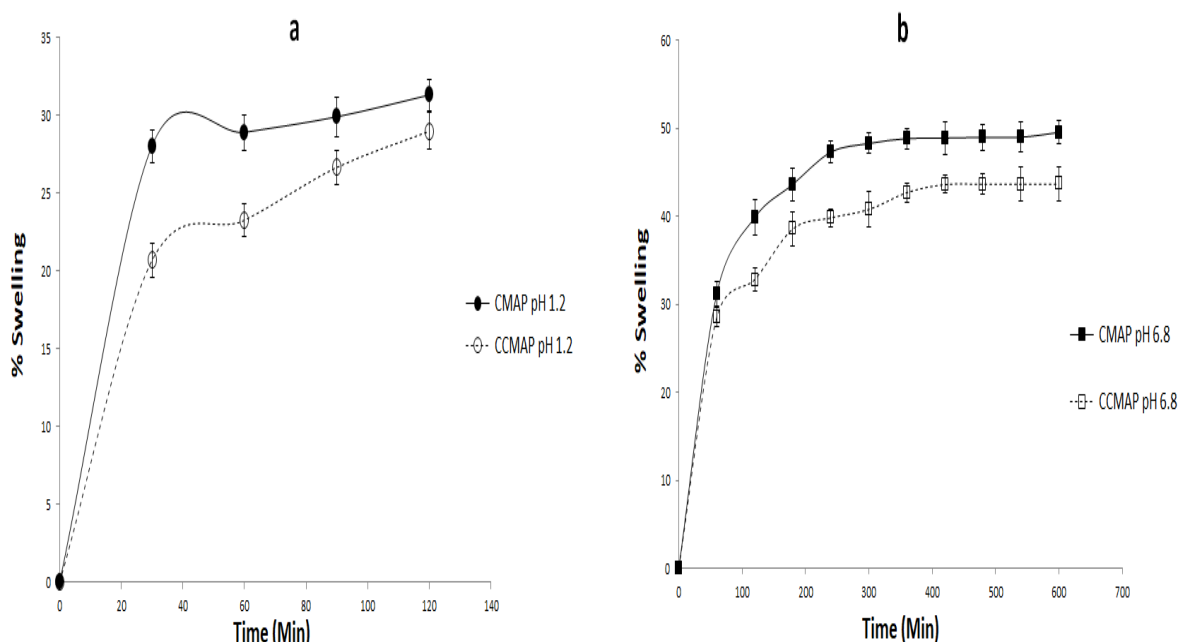 a
35
30
25
20
15
10
5
0
% Swelling
0 20 40 60 80 100 120 140
Time (Min)
CMAP pH 1.2
CCMAP pH 1.2
b
60
50
40
30
20
10
0
% Swelling
0 100 200 300 400 500 600 700
Time (Min)
CMAP pH 6.8
CCMAP pH 6.8